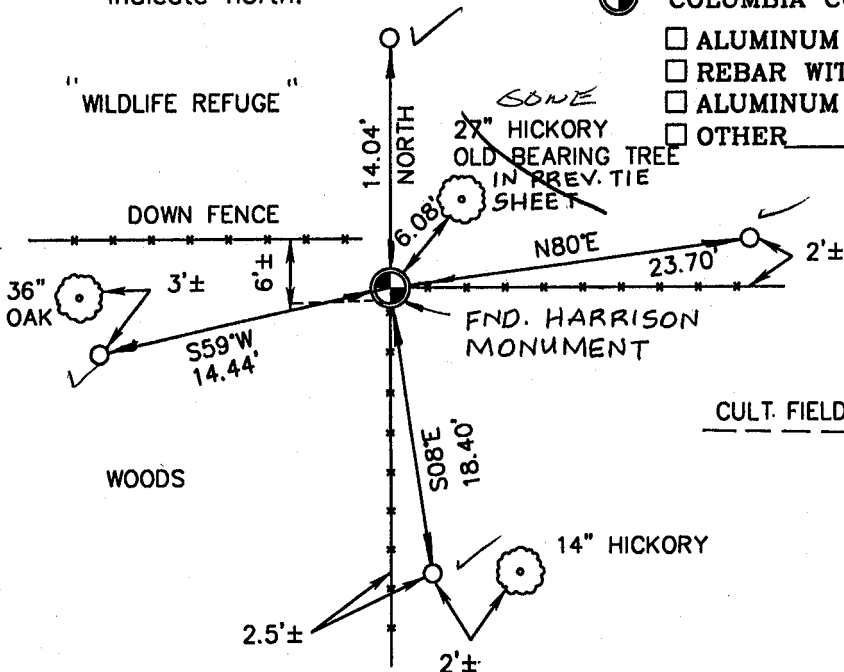 indicate north.
COLUMBIA CO
ALUMINUM
REBAR WIT
ALUMINUM
OTHER
"WILDLIFE REFUGE"
14.04'
NORTH
GONE
27" HICKORY
OLD BEARING TREE
IN PREV. TIE
SHEET
6.08'
DOWN FENCE
6'±
N80°E
23.70'
2'±
36"
OAK
3'±
S59°W
14.44'
FND. HARRISON
MONUMENT
CULT. FIELD
S08°E
18.40'
WOODS
14" HICKORY
2.5'±
2'±